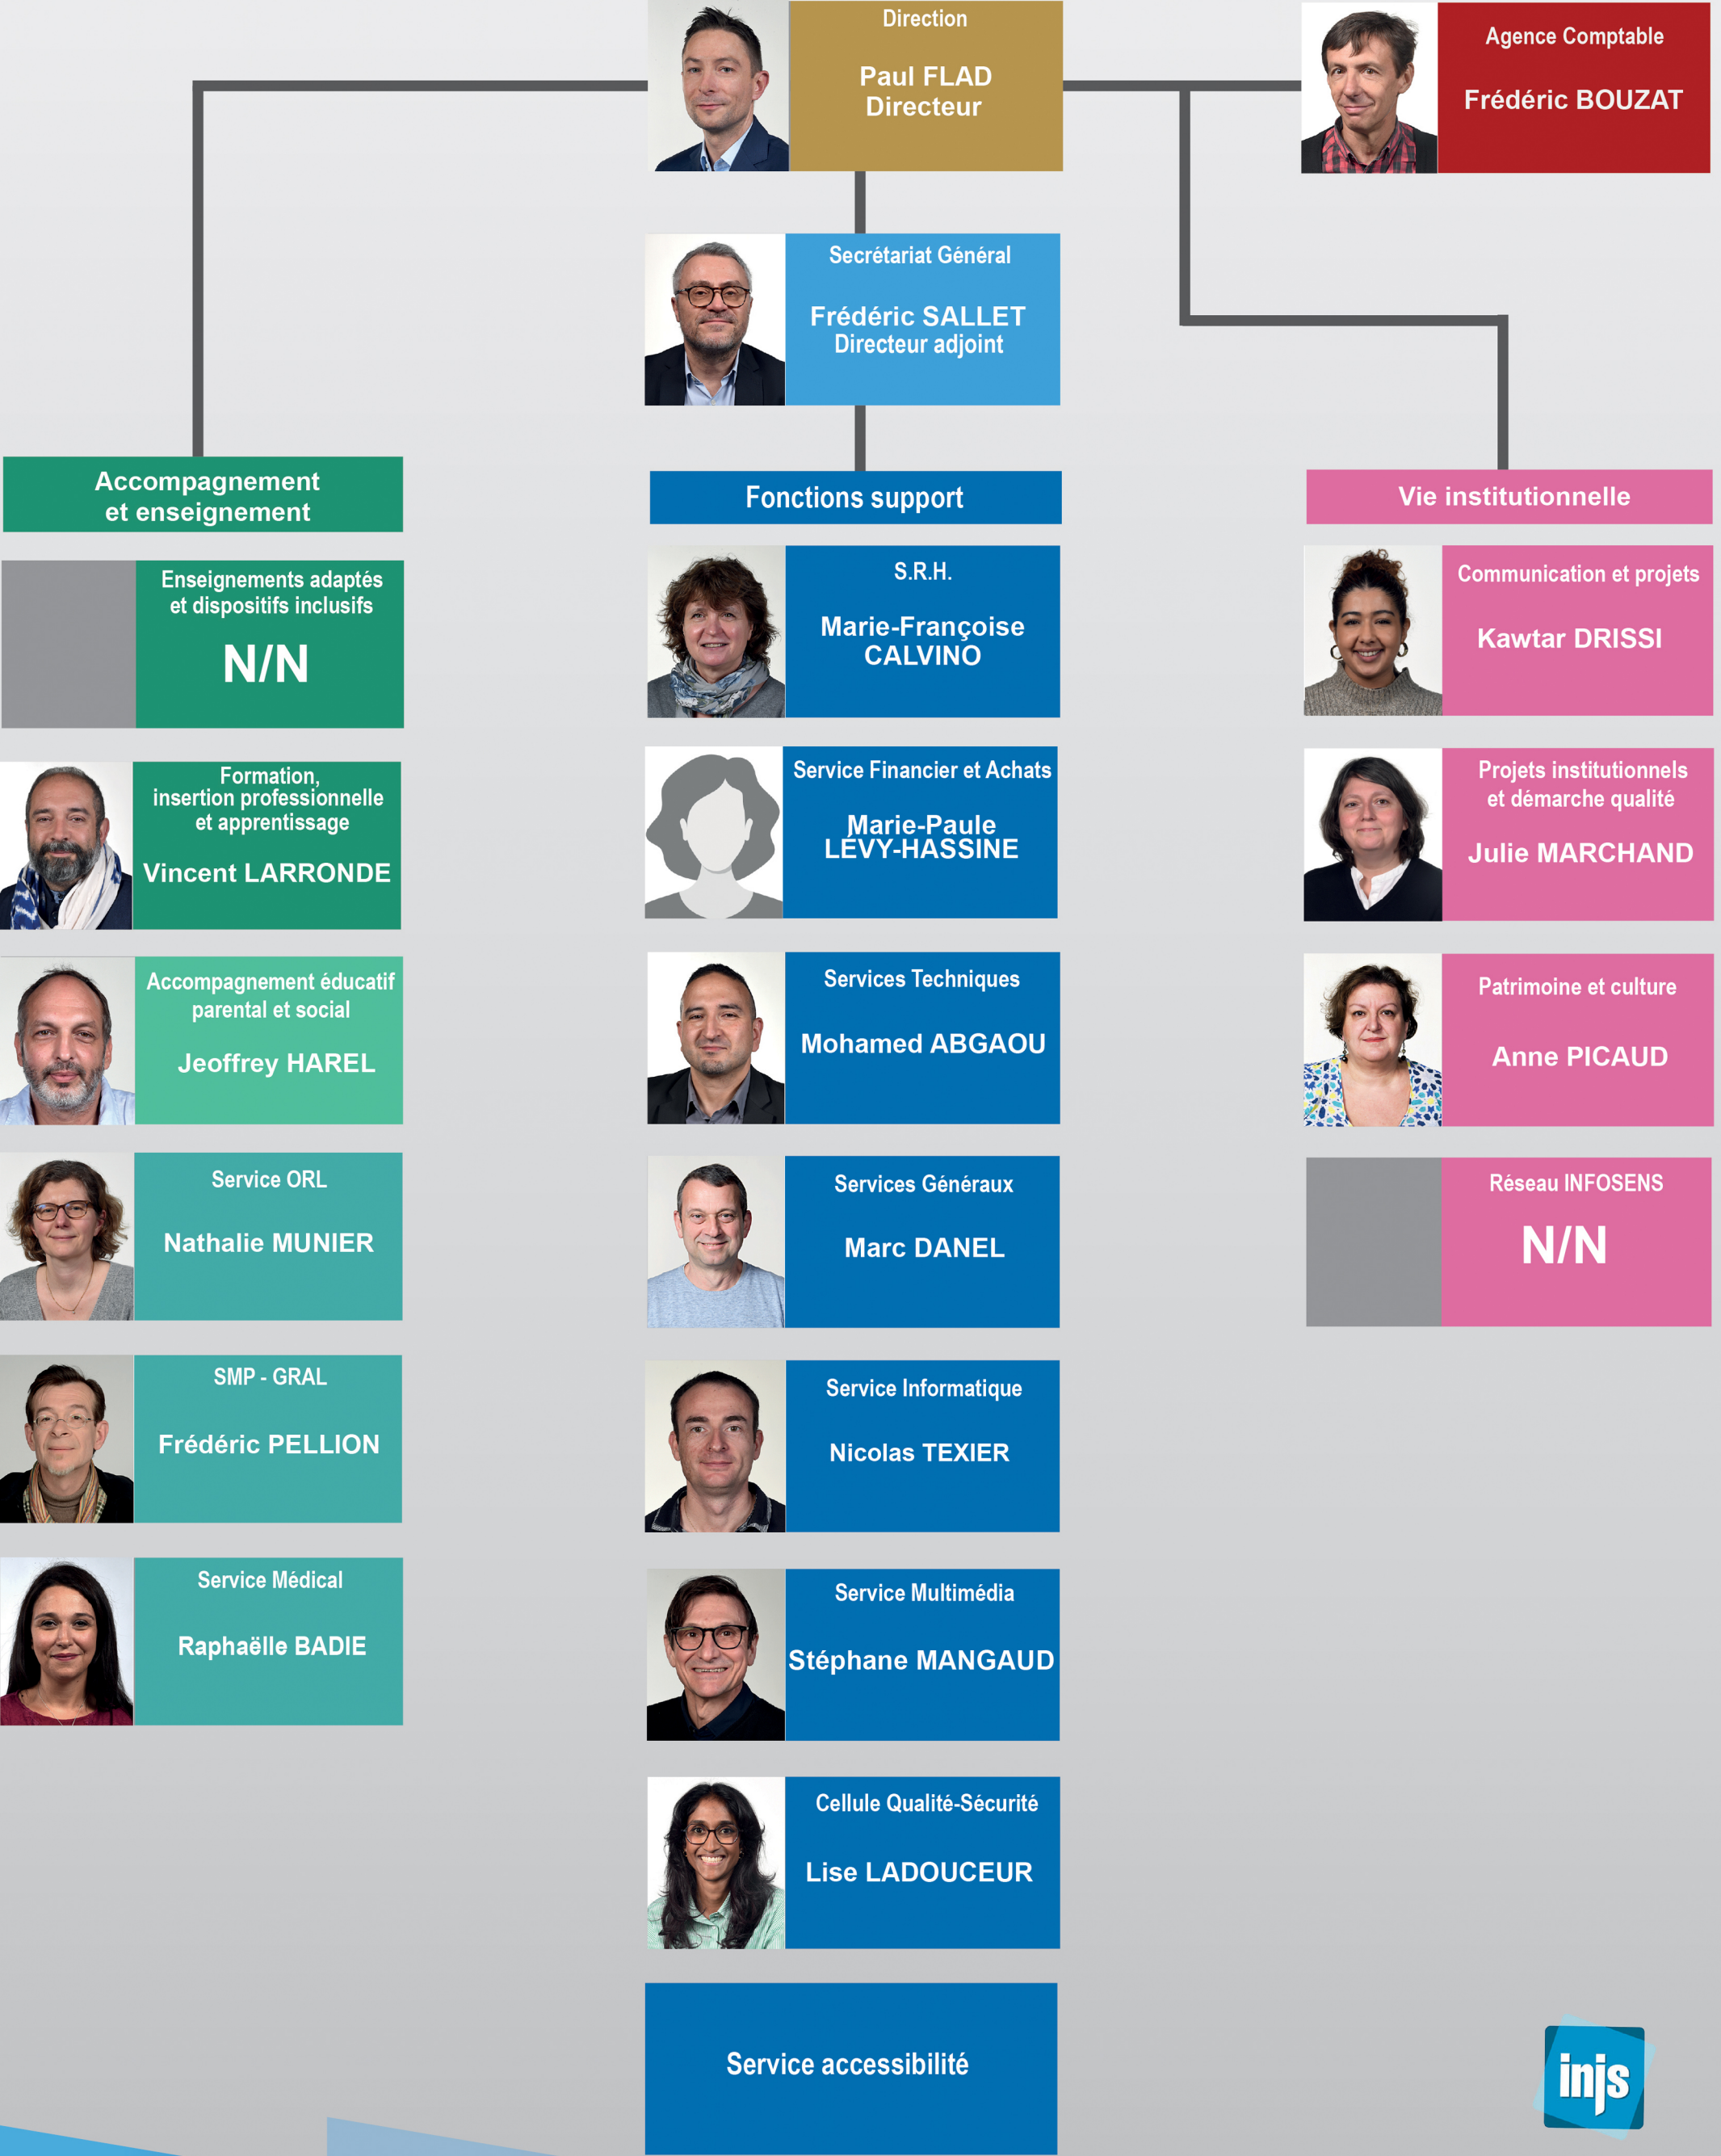 Direction
Paul FLAD
Directeur
Agence Comptable
Frédéric BOUZAT
Secrétariat Général
Frédéric SALLET
Directeur adjoint
Accompagnement
et enseignement
Enseignements adaptés
et dispositifs inclusifs
N/N
Formation,
insertion professionnelle
et apprentissage
Vincent LARRONDE
Accompagnement éducatif
parental et social
Jeoffrey HAREL
Service ORL
Nathalie MUNIER
SMP - GRAL
Frédéric PELLION
Service Médical
Raphaëlle BADIE
Fonctions support
S.R.H.
Marie-Françoise
CALVINO
Service Financier et Achats
Marie-Paule
LÉVY-HASSINE
Services Techniques
Mohamed ABGAOU
Services Généraux
Marc DANEL
Service Informatique
Nicolas TEXIER
Service Multimédia
Stéphane MANGAUD
Cellule Qualité-Sécurité
Lise LADOUCEUR
Service accessibilité
Vie institutionnelle
Communication et projets
Kawtar DRISSI
Projets institutionnels
et démarche qualité
Julie MARCHAND
Patrimoine et culture
Anne PICAUD
Réseau INFOSENS
N/N
injs